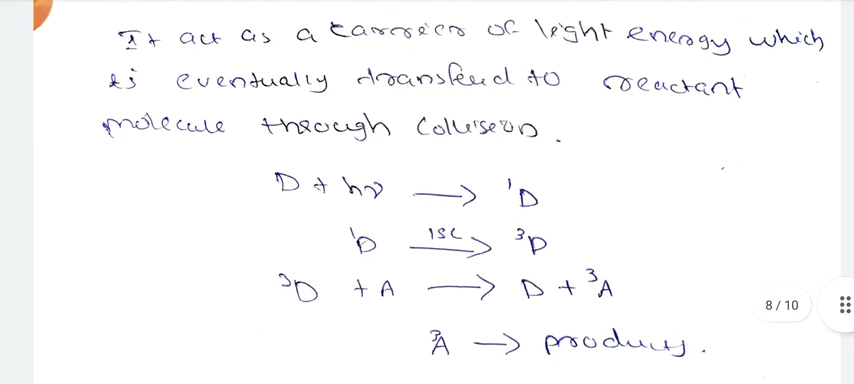 It act as a carrier of light energy which
is eventually transfeud to reactant
molecule through Collision.
D + hν ⟶ ¹D
¹D ISC⟶ ³D
³D + A ⟶ D + ³A
8 / 10
³A ⟶ products.